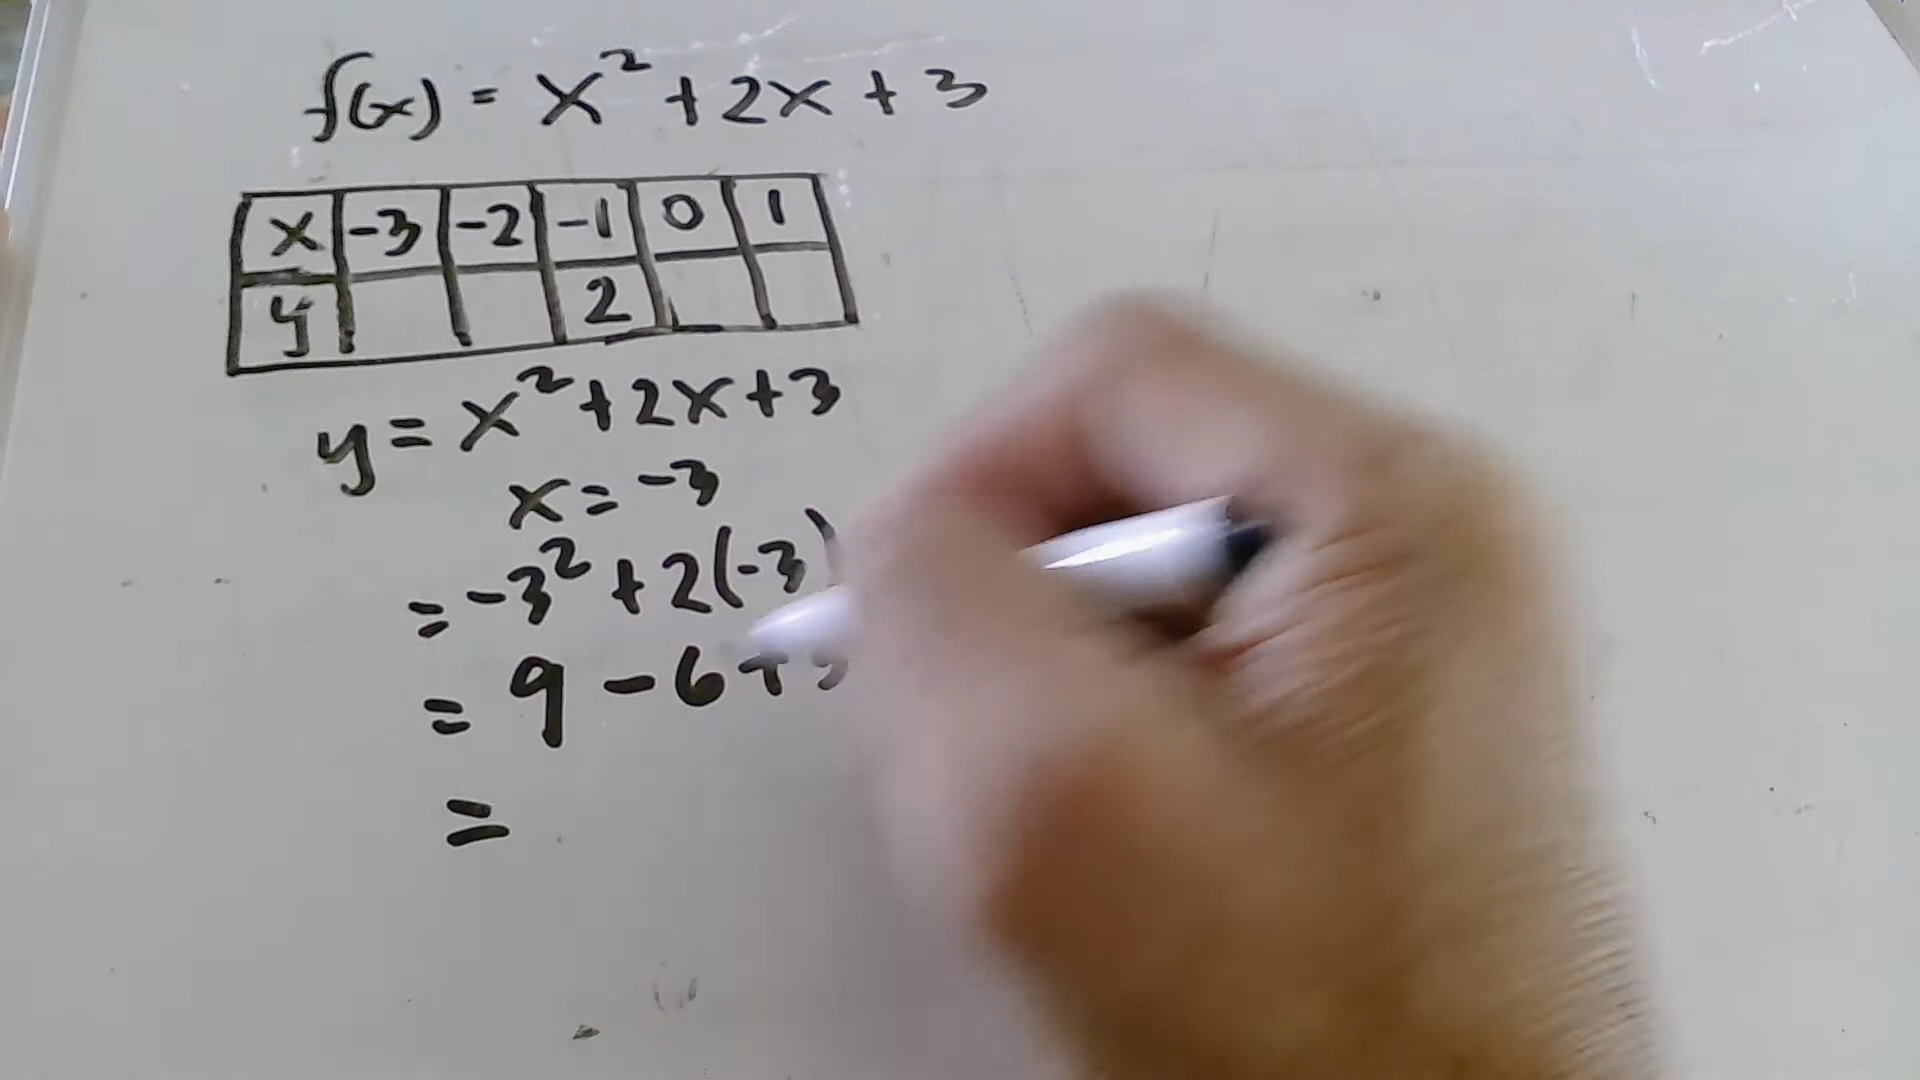 f(x) = x² + 2x + 3
x -3 -2 -1 0 1
y 2
y = x² + 2x + 3
x = -3
= -3² + 2(-3)
= 9 - 6 +
=